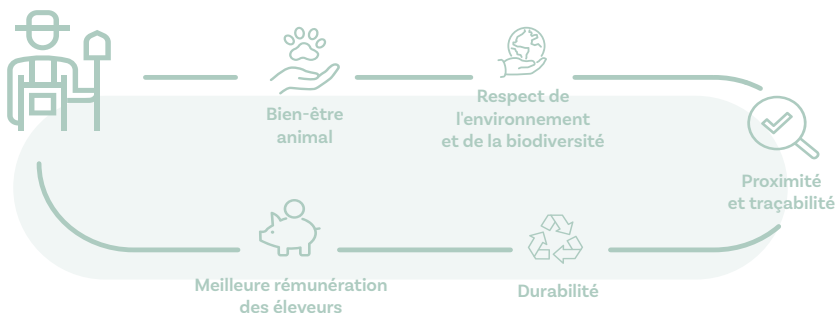 Bien-être
animal
Respect de
l'environnement
et de la biodiversité
Proximité
et traçabilité
Durabilité
Meilleure rémunération
des éleveurs